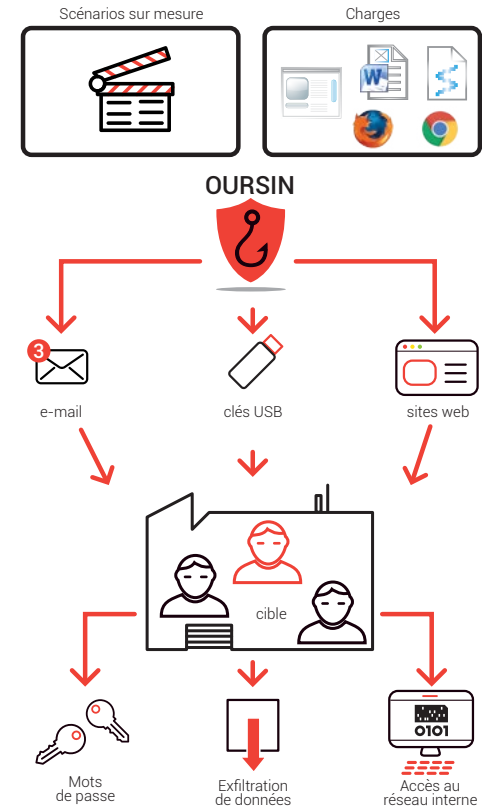 Scénarios sur mesure
Charges
W
OURSIN
3
e-mail
clés USB
sites web
cible
0101
Mots
de passe
Exfiltration
de données
Accès au
réseau interne